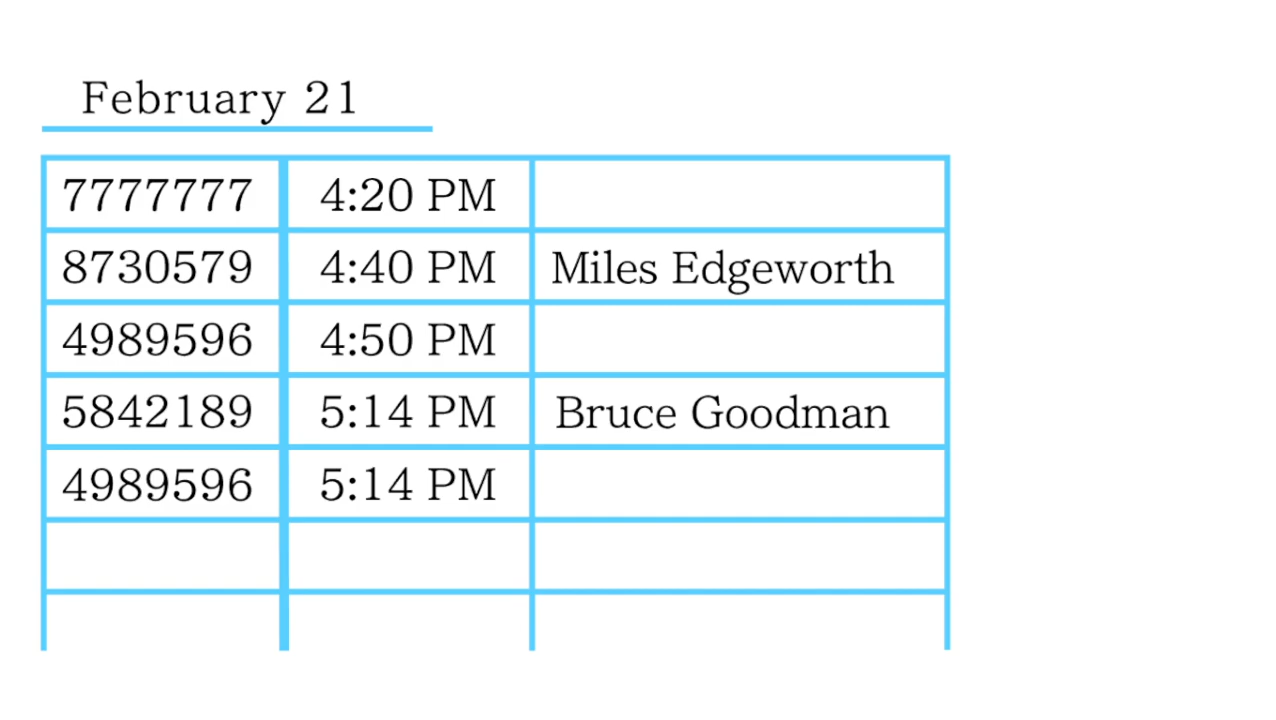 February 21
7777777 4:20 PM
8730579 4:40 PM Miles Edgeworth
4989596 4:50 PM
5842189 5:14 PM Bruce Goodman
4989596 5:14 PM